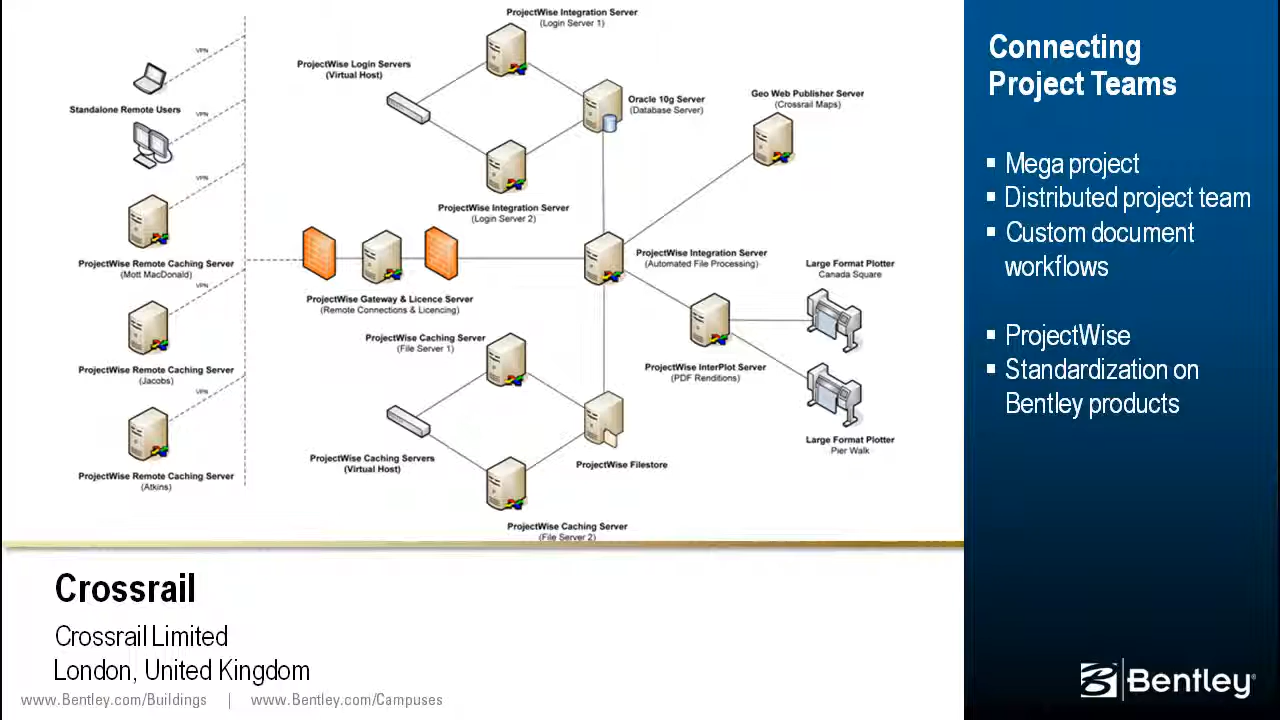 ProjectWise Integration Server
(Login Server 1)
VPN
ProjectWise Login Servers
(Virtual Host)
Standalone Remote Users
VPN
Oracle 10g Server
(Database Server)
Geo Web Publisher Server
(Crossrail Maps)
VPN
ProjectWise Integration Server
(Login Server 2)
ProjectWise Remote Caching Server
(Mott MacDonald)
VPN
ProjectWise Gateway & Licence Server
(Remote Connections & Licencing)
ProjectWise Integration Server
(Automated File Processing)
Large Format Plotter
Canada Square
ProjectWise Caching Server
(File Server 1)
ProjectWise Remote Caching Server
(Jacobs)
VPN
ProjectWise InterPlot Server
(PDF Renditions)
ProjectWise Caching Servers
(Virtual Host)
ProjectWise Filestore
Large Format Plotter
Pier Walk
ProjectWise Remote Caching Server
(Atkins)
ProjectWise Caching Server
(File Server 2)
Connecting
Project Teams
▪ Mega project
▪ Distributed project team
▪ Custom document
workflows
▪ ProjectWise
▪ Standardization on
Bentley products
Crossrail
Crossrail Limited
London, United Kingdom
www.Bentley.com/Buildings | www.Bentley.com/Campuses
Bentley®